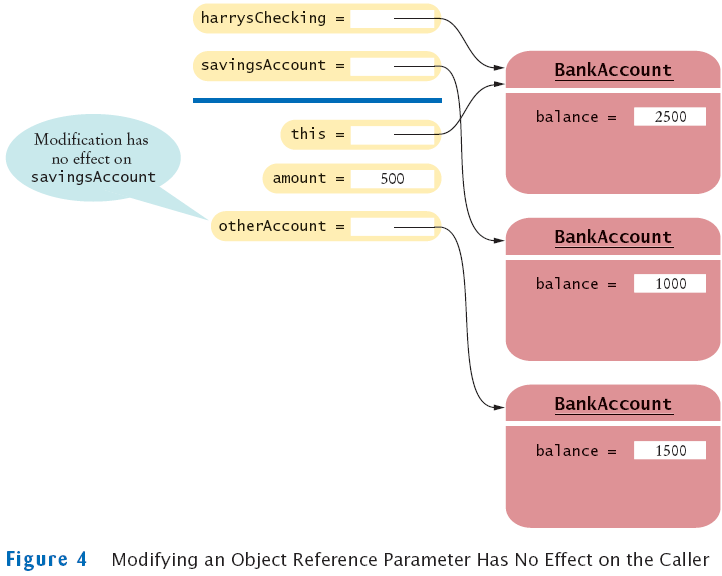 harrysChecking =
savingsAccount =
BankAccount
balance = 2500
this =
Modification has
no effect on
savingsAccount
amount = 500
otherAccount =
BankAccount
balance = 1000
BankAccount
balance = 1500
Figure 4 Modifying an Object Reference Parameter Has No Effect on the Caller